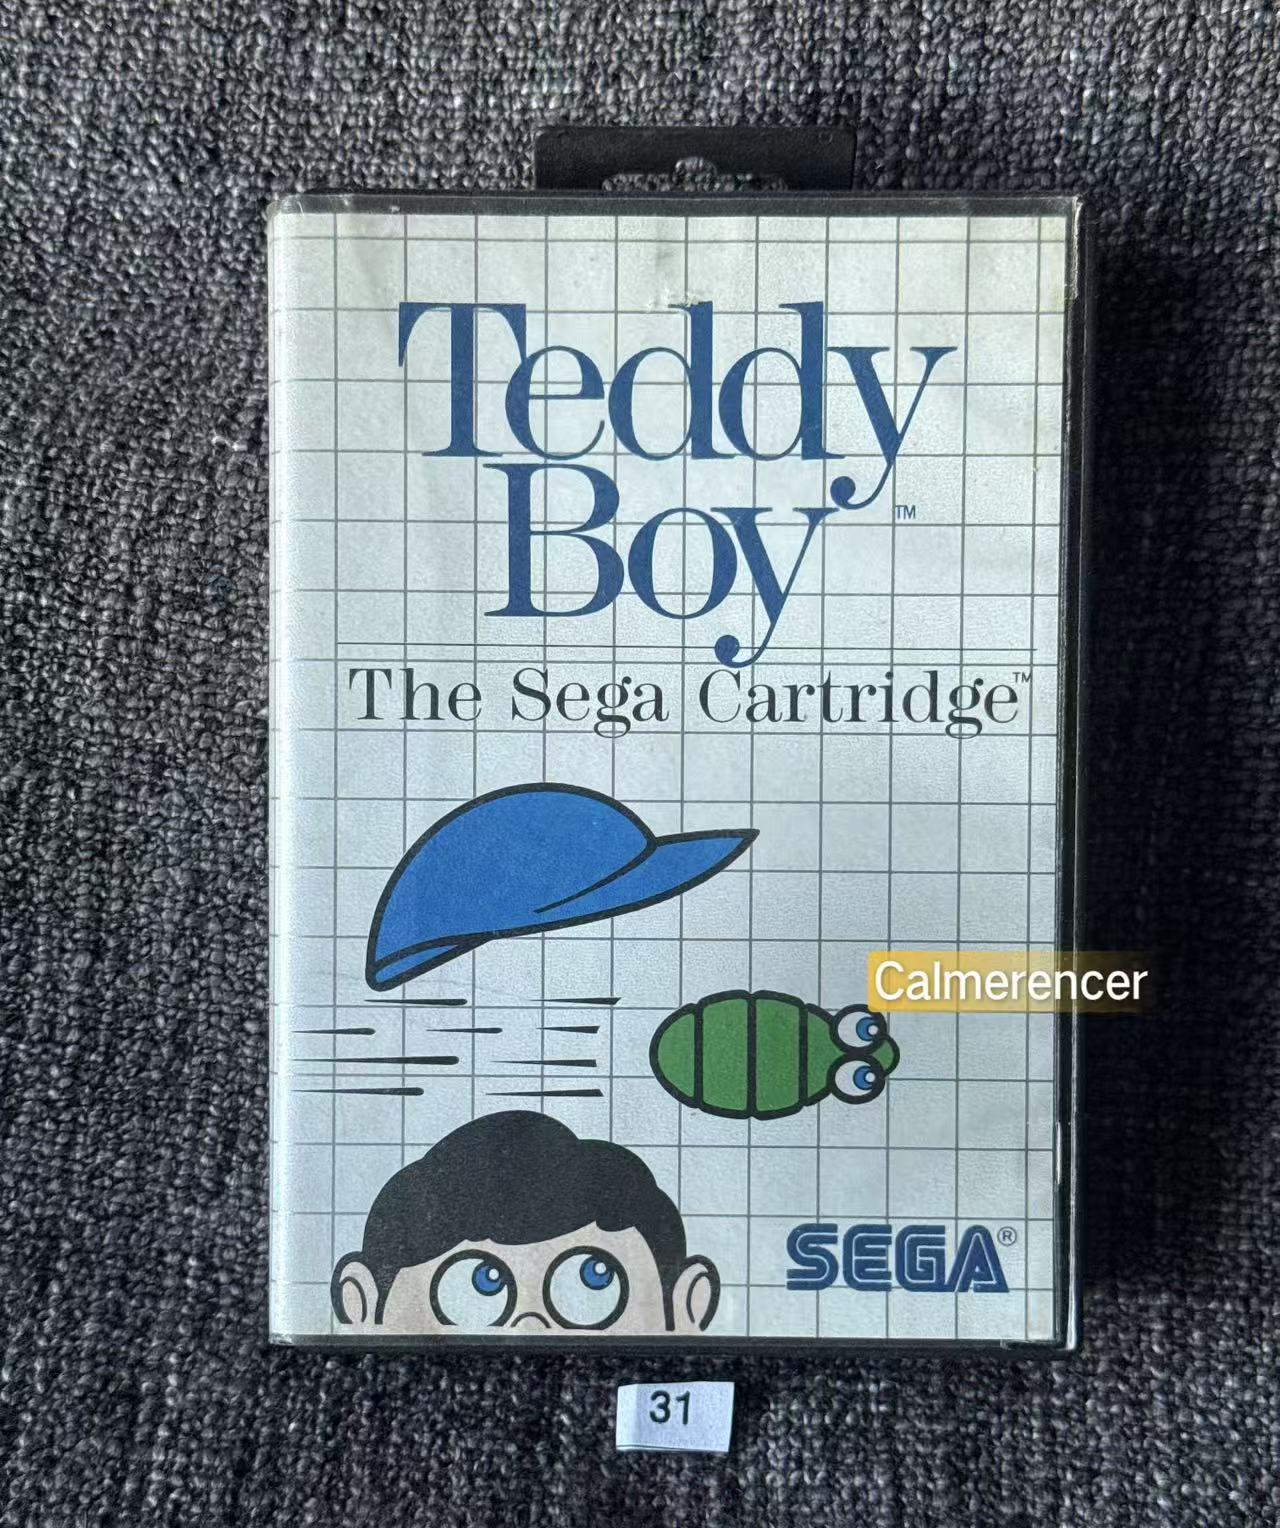 Teddy
Boy™
The Sega Cartridge™
Calmerencer
SEGA®
31